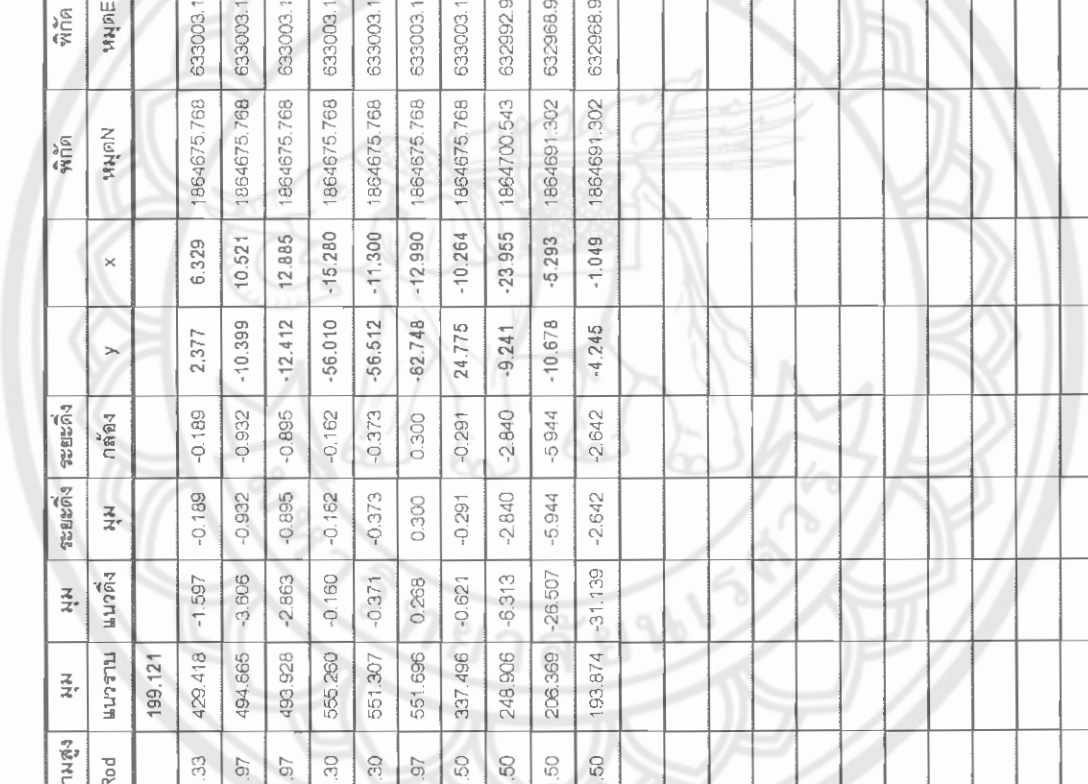 ามสูง มุม มุม ระยะดิ่ง ระยะดิ่ง พิกัด พิกัด
Rod แนวราบ แนวดิ่ง มุม กล้อง y x หมุดN หมุดE
199.121
.33 429.418 -1.597 -0.189 -0.189 2.377 6.329 1864675.768 633003.1
.97 494.665 -3.606 -0.932 -0.932 -10.399 10.521 1864675.768 633003.1
.97 493.928 -2.863 -0.895 -0.895 -12.412 12.885 1864675.768 633003.1
.30 555.260 -0.160 -0.162 -0.162 -56.010 -15.280 1864675.768 633003.1
.30 551.307 -0.371 -0.373 -0.373 -56.512 -11.300 1864675.768 633003.1
.97 551.696 0.268 0.300 0.300 -62.748 -12.990 1864675.768 633003.1
.50 337.496 -0.621 -0.291 -0.291 24.775 -10.264 1864675.768 633003.1
.50 248.906 -6.313 -2.840 -2.840 -9.241 -23.955 1864700.543 632992.9
.50 206.369 -26.507 -5.944 -5.944 -10.678 -5.293 1864691.302 632968.9
.50 193.874 -31.139 -2.642 -2.642 -4.245 -1.049 1864691.302 632968.9